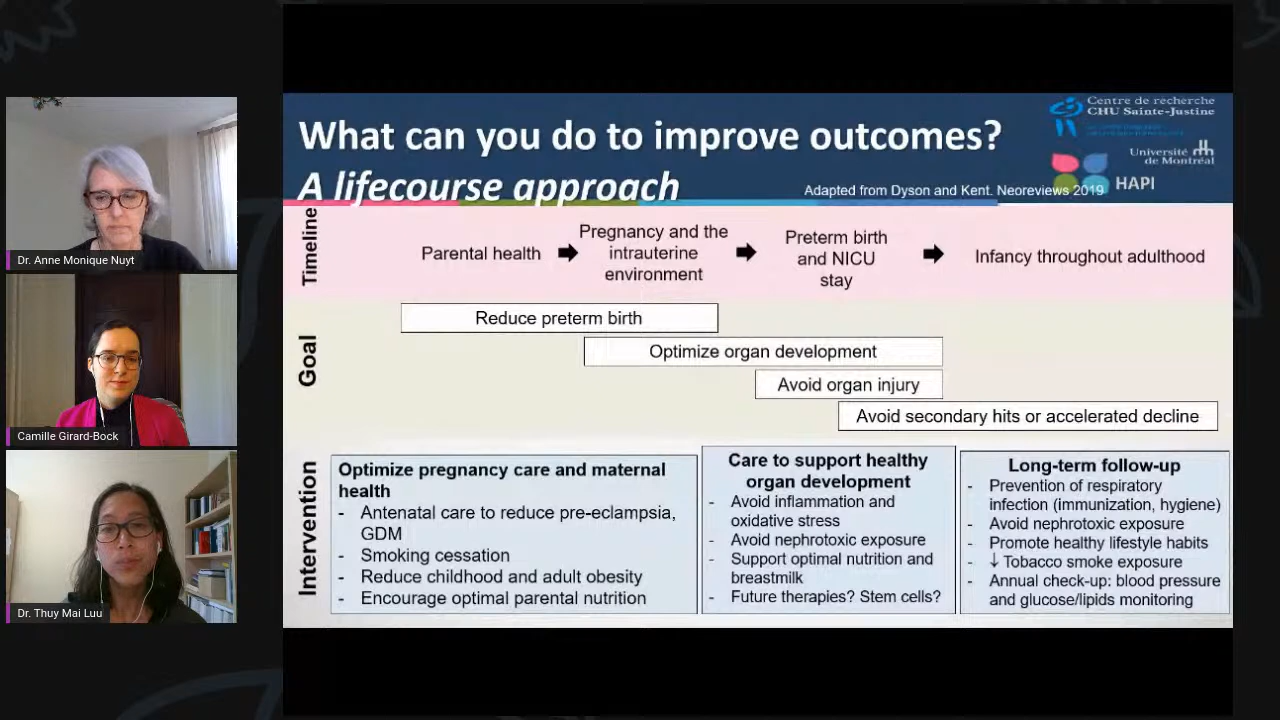 What can you do to improve outcomes?
A lifecourse approach
Adapted from Dyson and Kent. Neoreviews 2019
Centre de recherche
CHU Sainte-Justine
Université
de Montréal
HAPI
Timeline
Parental health
Pregnancy and the
intrauterine
environment
Preterm birth
and NICU
stay
Infancy throughout adulthood
Goal
Reduce preterm birth
Optimize organ development
Avoid organ injury
Avoid secondary hits or accelerated decline
Intervention
Optimize pregnancy care and maternal
health
- Antenatal care to reduce pre-eclampsia,
GDM
- Smoking cessation
- Reduce childhood and adult obesity
- Encourage optimal parental nutrition
Care to support healthy
organ development
- Avoid inflammation and
oxidative stress
- Avoid nephrotoxic exposure
- Support optimal nutrition and
breastmilk
- Future therapies? Stem cells?
Long-term follow-up
- Prevention of respiratory
infection (immunization, hygiene)
- Avoid nephrotoxic exposure
- Promote healthy lifestyle habits
- ↓ Tobacco smoke exposure
- Annual check-up: blood pressure
and glucose/lipids monitoring
Dr. Anne Monique Nuyt
Camille Girard-Bock
Dr. Thuy Mai Luu